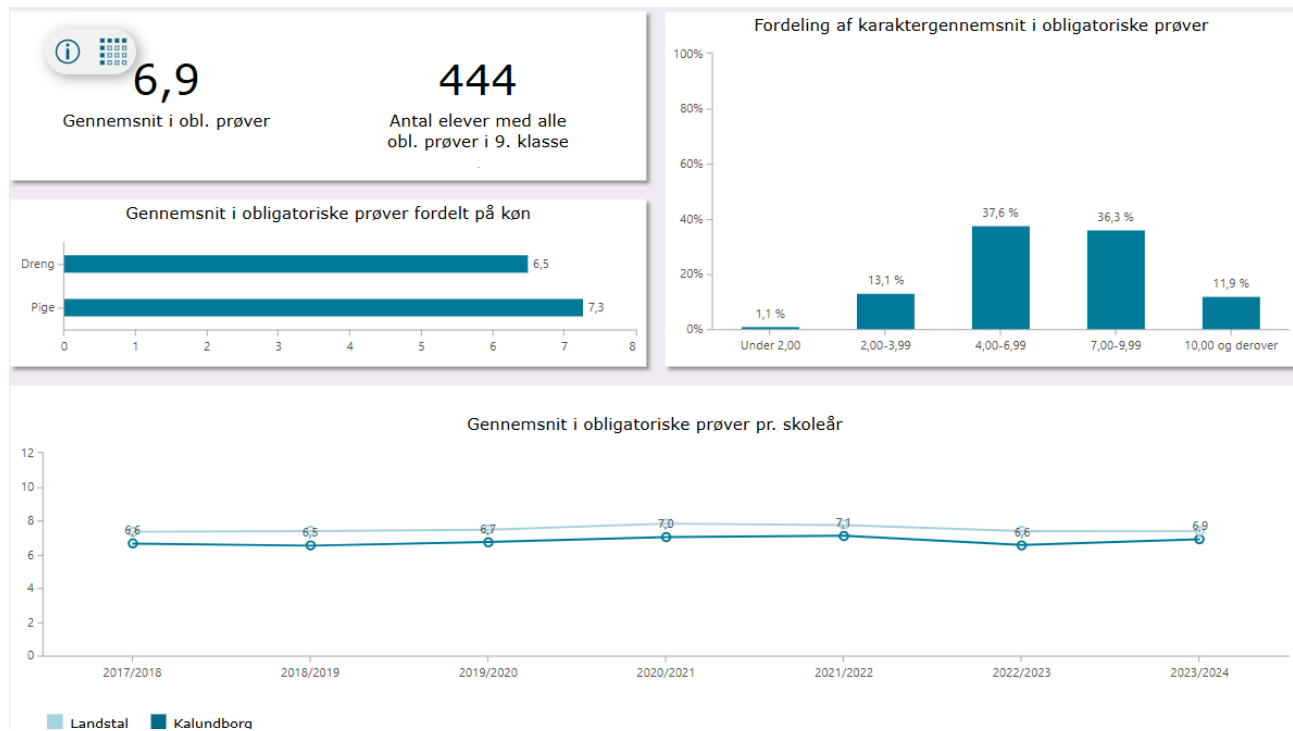 6,9
Gennemsnit i obl. prøver
444
Antal elever med alle
obl. prøver i 9. klasse
Gennemsnit i obligatoriske prøver fordelt på køn
Dreng 6,5
Pige 7,3
0 1 2 3 4 5 6 7 8
Fordeling af karaktergennemsnit i obligatoriske prøver
100%
80%
60%
40%
20%
0%
1,1 %
13,1 %
37,6 %
36,3 %
11,9 %
Under 2,00 2,00-3,99 4,00-6,99 7,00-9,99 10,00 og derover
Gennemsnit i obligatoriske prøver pr. skoleår
12
10
8
6
4
2
0
6,6 6,5 6,7 7,0 7,1 6,6 6,9
2017/2018 2018/2019 2019/2020 2020/2021 2021/2022 2022/2023 2023/2024
Landstal Kalundborg